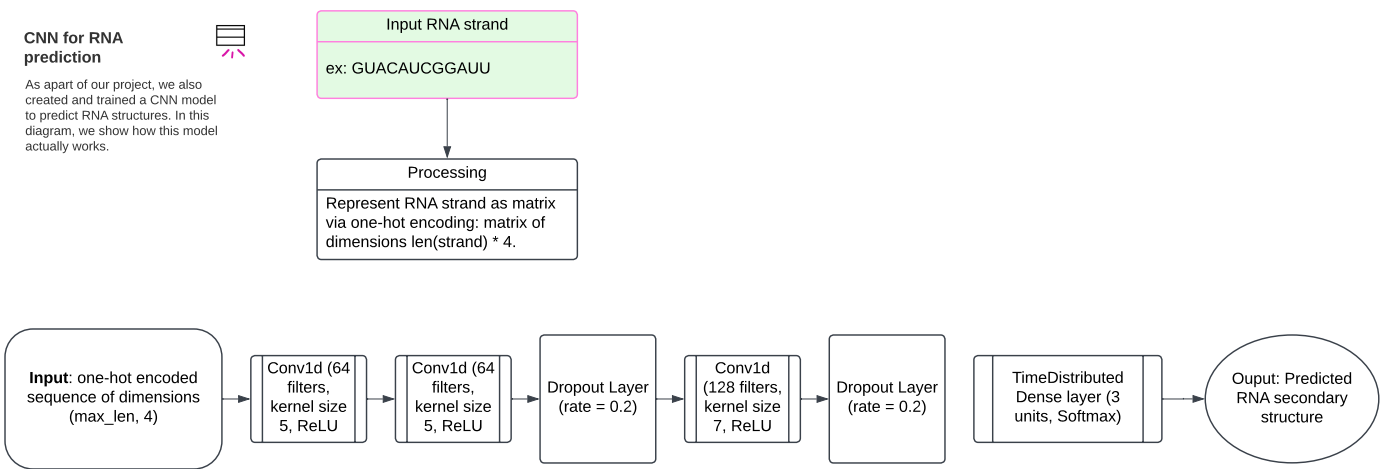 CNN for RNA
prediction
As apart of our project, we also
created and trained a CNN model
to predict RNA structures. In this
diagram, we show how this model
actually works.
Input RNA strand
ex: GUACAUCGGAUU
Processing
Represent RNA strand as matrix
via one-hot encoding: matrix of
dimensions len(strand) * 4.
Input: one-hot encoded
sequence of dimensions
(max_len, 4)
Conv1d (64
filters,
kernel size
5, ReLU
Conv1d (64
filters,
kernel size
5, ReLU
Dropout Layer
(rate = 0.2)
Conv1d
(128 filters,
kernel size
7, ReLU
Dropout Layer
(rate = 0.2)
TimeDistributed
Dense layer (3
units, Softmax)
Ouput: Predicted
RNA secondary
structure